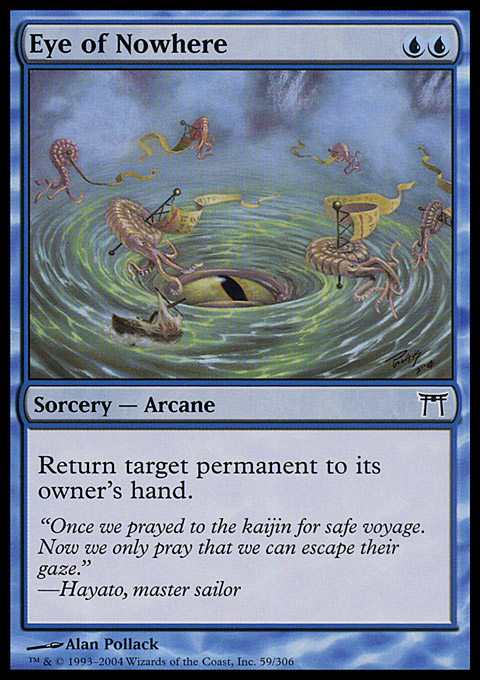 Eye of Nowhere
Sorcery — Arcane
Return target permanent to its
owner's hand.
“Once we prayed to the kaijin for safe voyage.
Now we only pray that we can escape their
gaze.”
—Hayato, master sailor
Alan Pollack
™ & © 1993–2004 Wizards of the Coast, Inc. 59/306